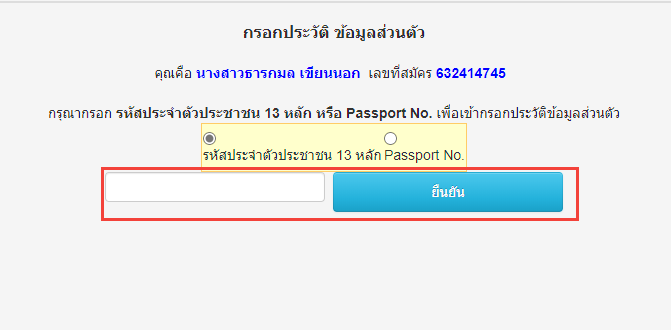 กรอกประวัติ ข้อมูลส่วนตัว
คุณคือ นางสาวธารกมล เขียนนอก เลขที่สมัคร 632414745
กรุณากรอก รหัสประจำตัวประชาชน 13 หลัก หรือ Passport No. เพื่อเข้ากรอกประวัติข้อมูลส่วนตัว
รหัสประจำตัวประชาชน 13 หลัก Passport No.
ยืนยัน